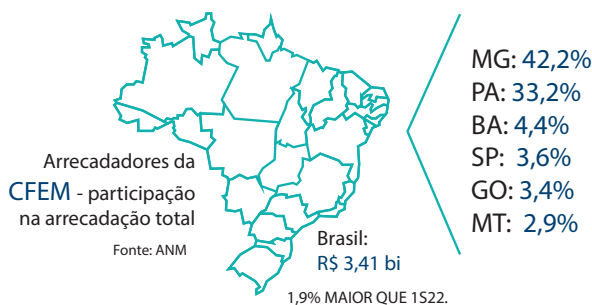 Arrecadadores da
CFEM - participação
na arrecadação total
Fonte: ANM
Brasil:
R$ 3,41 bi
1,9% MAIOR QUE 1S22.
MG: 42,2%
PA: 33,2%
BA: 4,4%
SP: 3,6%
GO: 3,4%
MT: 2,9%